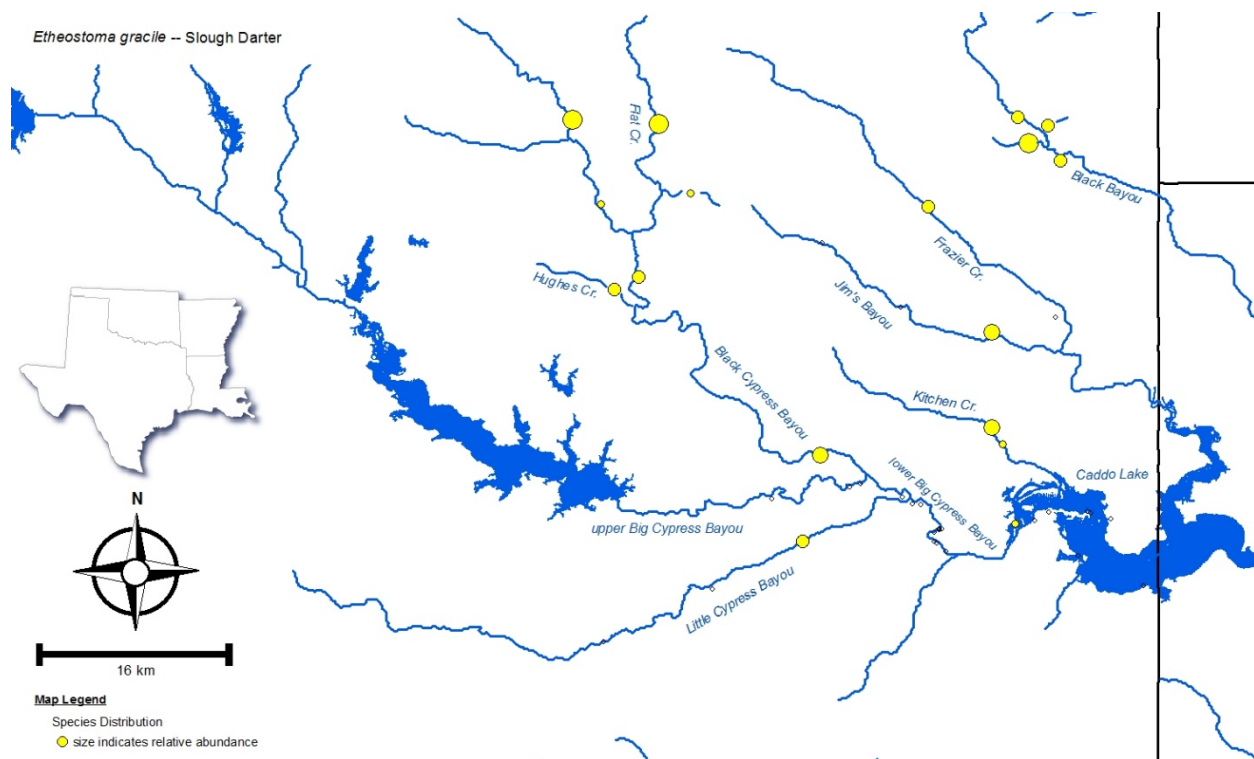 Etheostoma gracile -- Slough Darter
Flat Cr.
Black Bayou
Frazier Cr.
Hughes Cr.
Jim's Bayou
Black Cypress Bayou
Kitchen Cr.
Caddo Lake
lower Big Cypress Bayou
upper Big Cypress Bayou
Little Cypress Bayou
N
16 km
Map Legend
Species Distribution
size indicates relative abundance